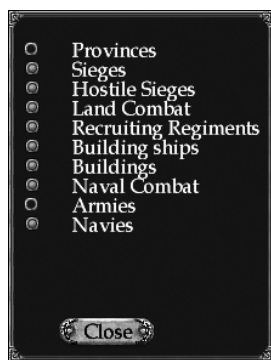 Provinces
Sieges
Hostile Sieges
Land Combat
Recruiting Regiments
Building ships
Buildings
Naval Combat
Armies
Navies
Close